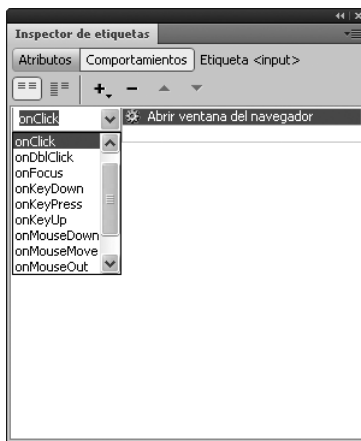 Inspector de etiquetas
Atributos Comportamientos Etiqueta <input>
onClick Abrir ventana del navegador
onClick
onDblClick
onFocus
onKeyDown
onKeyPress
onKeyUp
onMouseDown
onMouseMove
onMouseOut